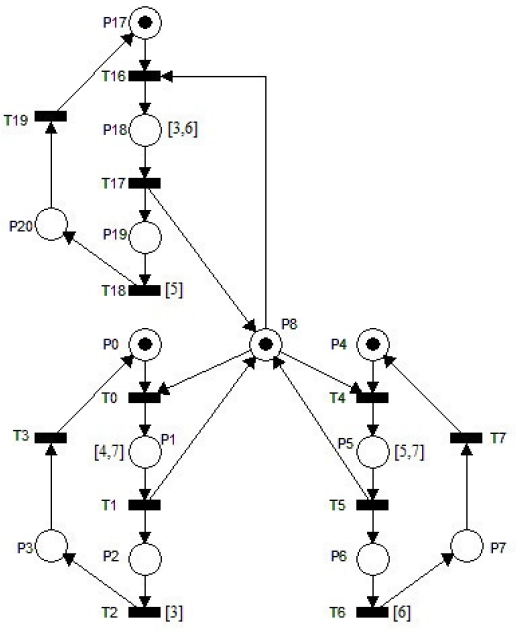 P17
T16
T19
P18 [3,6]
T17
P20
P19
T18 [5]
P8
P0
P4
T0
T4
T3
T7
[4,7] P1
P5 [5,7]
T1
T5
P3
P2
P6
P7
T2 [3]
T6 [6]